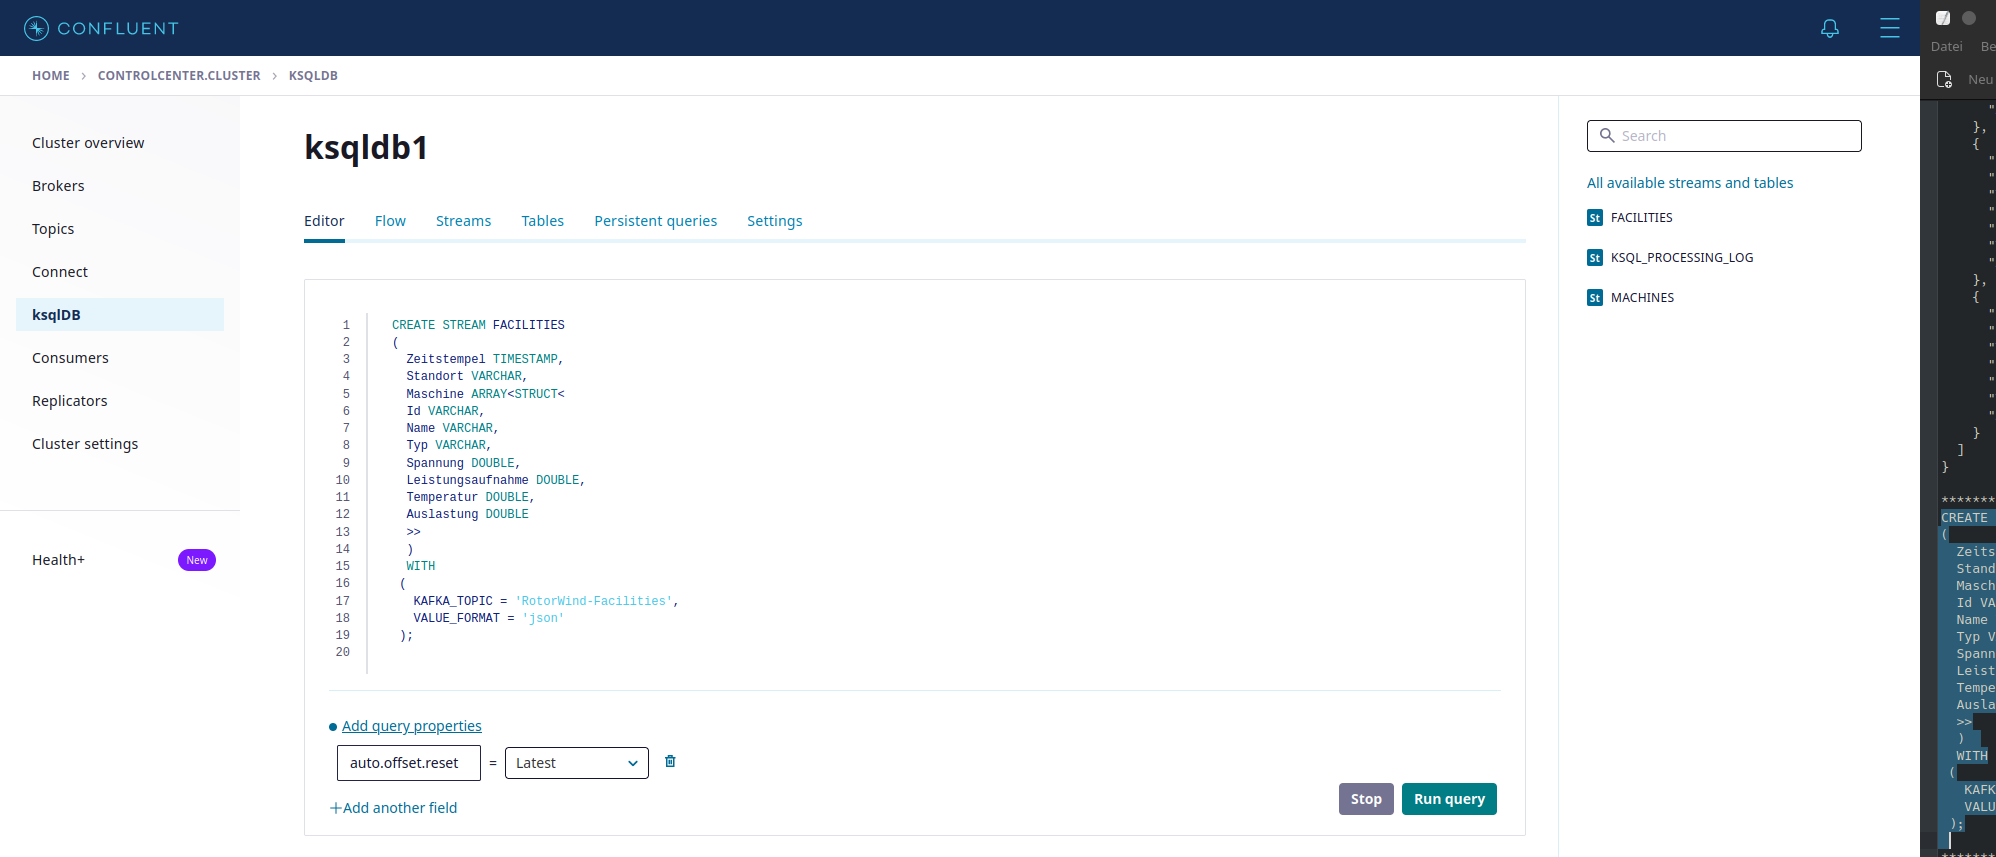 CONFLUENT
HOME › CONTROLCENTER.CLUSTER › KSQLDB
Cluster overview
Brokers
Topics
Connect
ksqlDB
Consumers
Replicators
Cluster settings
Health+ New
ksqldb1
Editor Flow Streams Tables Persistent queries Settings
1 CREATE STREAM FACILITIES
2 (
3 Zeitstempel TIMESTAMP,
4 Standort VARCHAR,
5 Maschine ARRAY<STRUCT<
6 Id VARCHAR,
7 Name VARCHAR,
8 Typ VARCHAR,
9 Spannung DOUBLE,
10 Leistungsaufnahme DOUBLE,
11 Temperatur DOUBLE,
12 Auslastung DOUBLE
13 >>
14 )
15 WITH
16 (
17 KAFKA_TOPIC = 'RotorWind-Facilities',
18 VALUE_FORMAT = 'json'
19 );
20
Add query properties
auto.offset.reset = Latest
+Add another field
Stop Run query
Search
All available streams and tables
St FACILITIES
St KSQL_PROCESSING_LOG
St MACHINES
Datei Be
Neu
"
},
{
"
"
"
"
"
"
"
},
{
"
"
"
"
"
"
"
}
]
}
*******
CREATE
(
Zeits
Stand
Masch
Id VA
Name
Typ V
Spann
Leist
Tempe
Ausla
>>
)
WITH
(
KAFK
VALU
);
*******